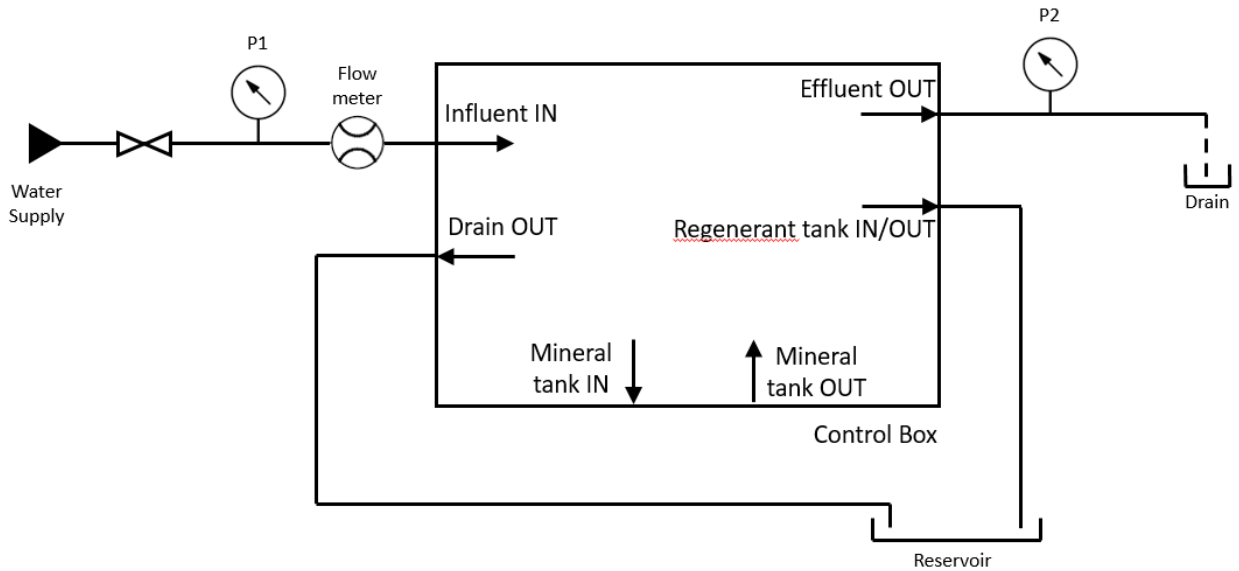 P1
Flow
meter
Water
Supply
Influent IN
Drain OUT
Effluent OUT
Regenerant tank IN/OUT
Mineral
tank IN
Mineral
tank OUT
Control Box
P2
Drain
Reservoir